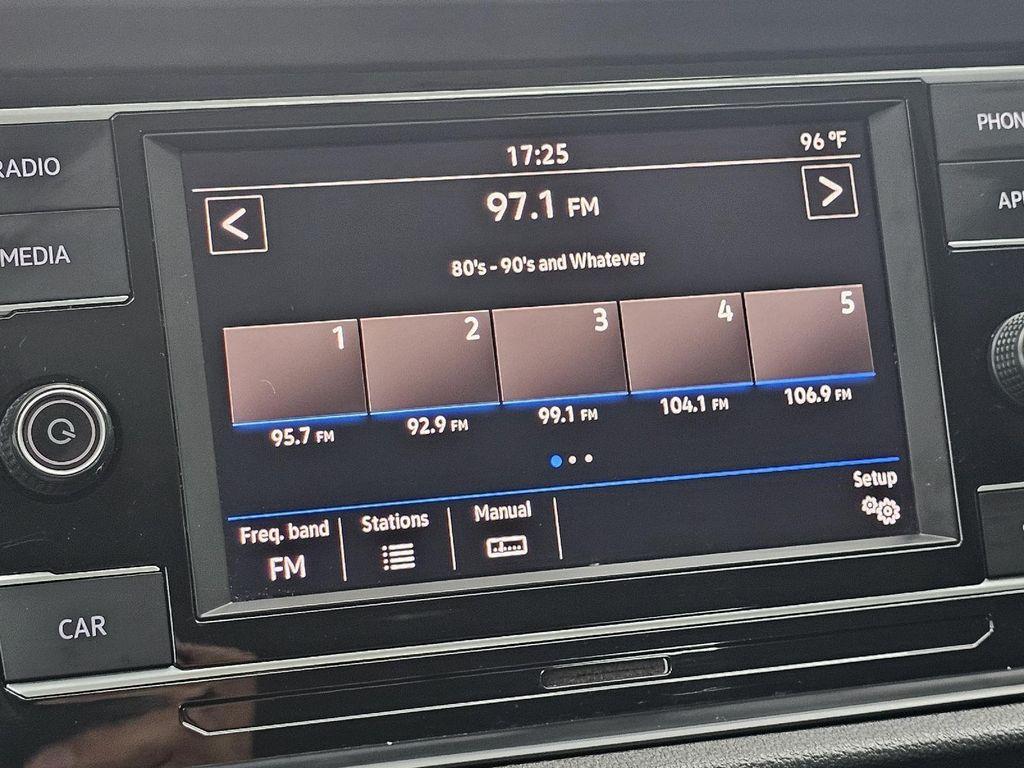 RADIO
MEDIA
CAR
17:25
96 °F
<
97.1 FM
>
80's - 90's and Whatever
1
2
3
4
5
95.7 FM
92.9 FM
99.1 FM
104.1 FM
106.9 FM
Freq. band
FM
Stations
Manual
Setup
PHON
AP